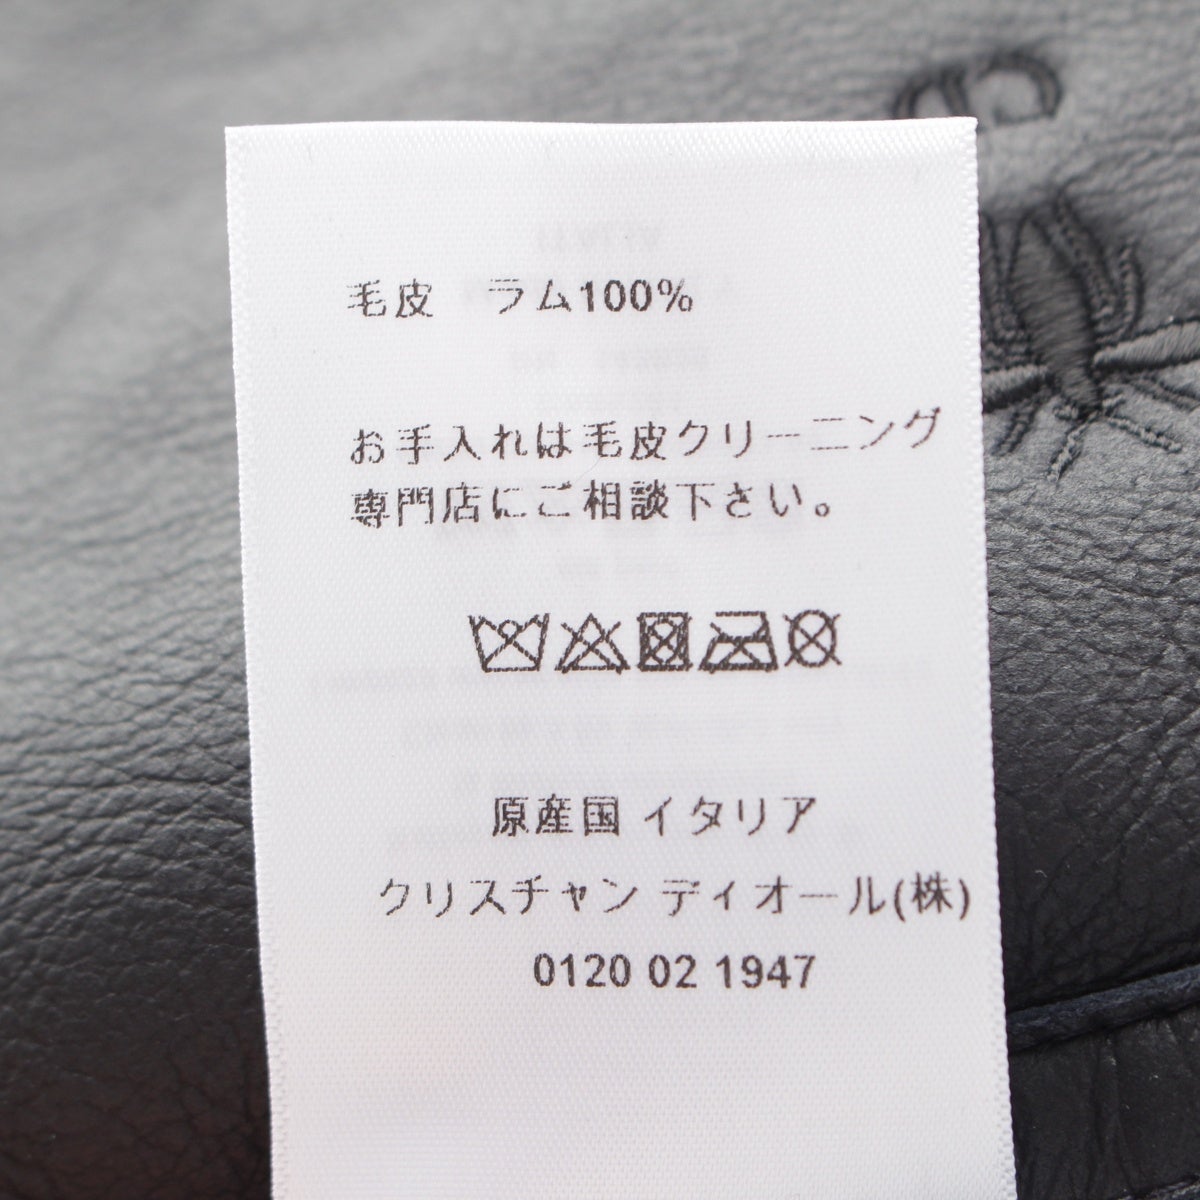 毛皮　ラム100%
お手入れは毛皮クリーニング
専門店にご相談下さい。
原産国 イタリア
クリスチャン ディオール(株)
0120 02 1947